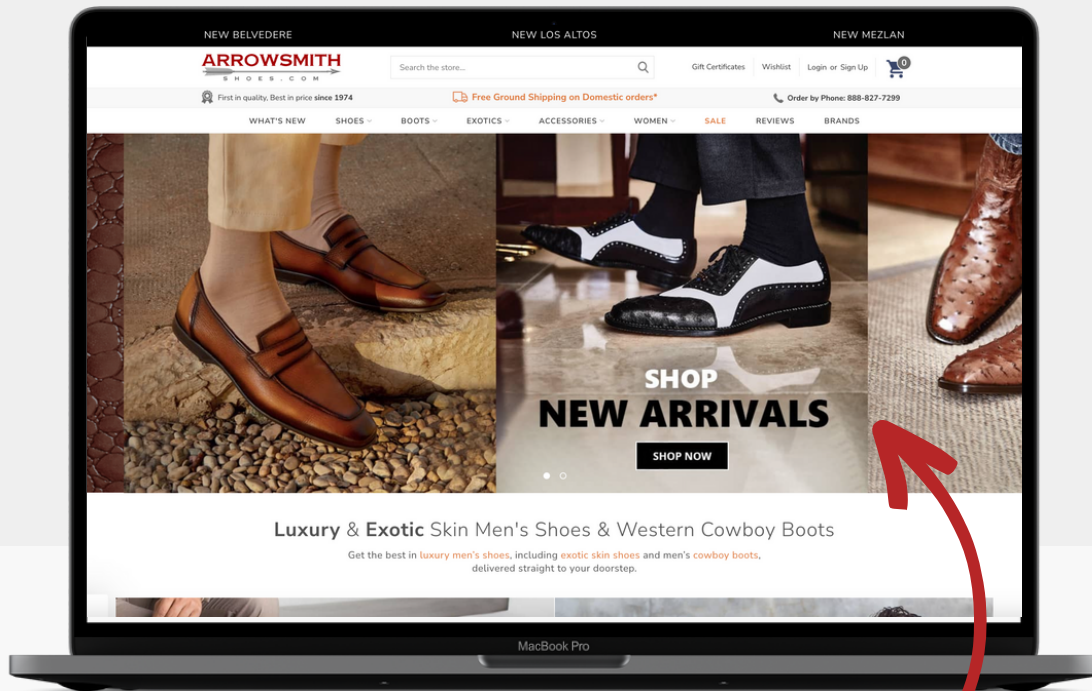 NEW BELVEDERE NEW LOS ALTOS NEW MEZLAN
ARROWSMITH
SHOES.COM
Search the store...
Gift Certificates Wishlist Login or Sign Up 0
First in quality, Best in price since 1974 Free Ground Shipping on Domestic orders* Order by Phone: 888-827-7299
WHAT'S NEW SHOES BOOTS EXOTICS ACCESSORIES WOMEN SALE REVIEWS BRANDS
SHOP
NEW ARRIVALS
SHOP NOW
Luxury & Exotic Skin Men's Shoes & Western Cowboy Boots
Get the best in luxury men's shoes, including exotic skin shoes and men's cowboy boots,
delivered straight to your doorstep.
MacBook Pro